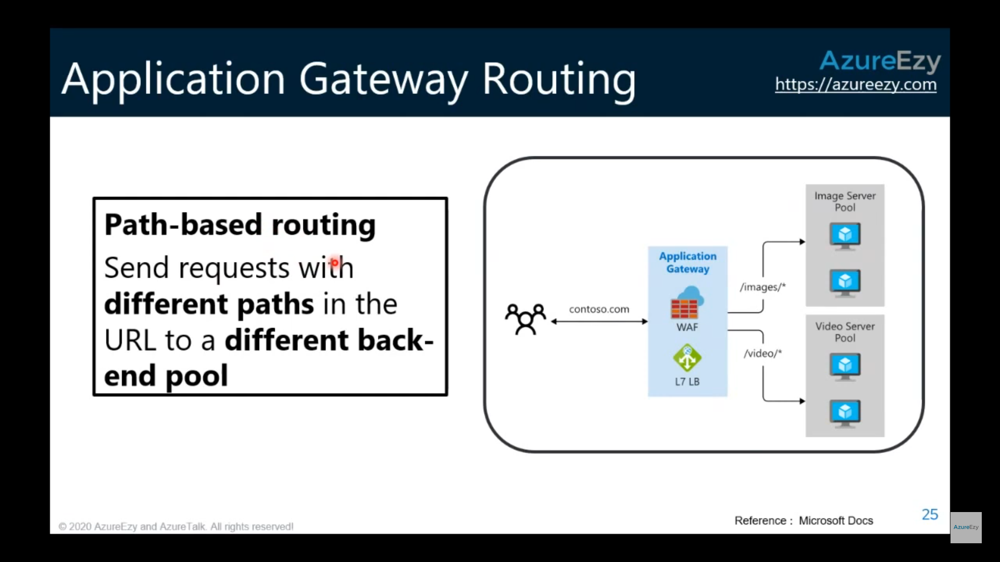 Application Gateway Routing
AzureEzy
https://azureezy.com
Path-based routing
Send requests with
different paths in the
URL to a different back-
end pool
contoso.com
Application
Gateway
WAF
L7 LB
/images/*
/video/*
Image Server
Pool
Video Server
Pool
© 2020 AzureEzy and AzureTalk. All rights reserved!
Reference : Microsoft Docs
25
AzureEzy